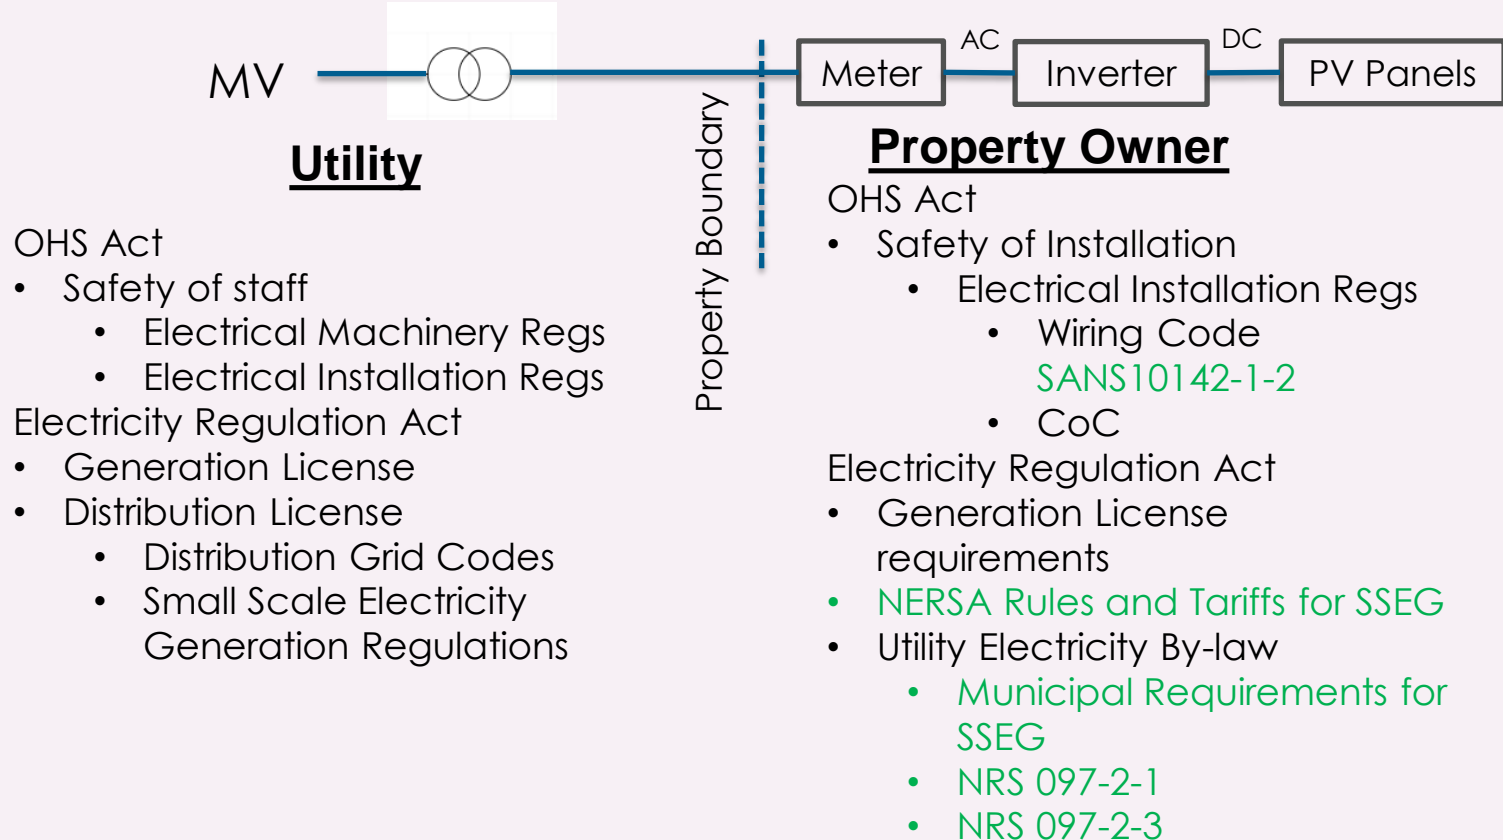 MV
Meter
AC
Inverter
DC
PV Panels
Property Boundary
Utility
OHS Act
• Safety of staff
• Electrical Machinery Regs
• Electrical Installation Regs
Electricity Regulation Act
• Generation License
• Distribution License
• Distribution Grid Codes
• Small Scale Electricity
Generation Regulations
Property Owner
OHS Act
• Safety of Installation
• Electrical Installation Regs
• Wiring Code
SANS10142-1-2
• CoC
Electricity Regulation Act
• Generation License
requirements
• NERSA Rules and Tariffs for SSEG
• Utility Electricity By-law
• Municipal Requirements for
SSEG
• NRS 097-2-1
• NRS 097-2-3